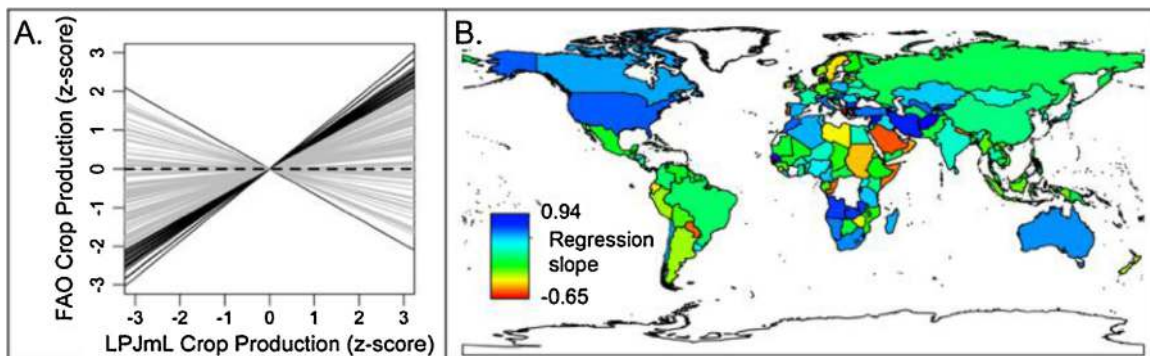 A.
FAO Crop Production (z-score)
3
2
1
0
-1
-2
-3
-3 -2 -1 0 1 2 3
LPJmL Crop Production (z-score)
B.
0.94
Regression
slope
-0.65